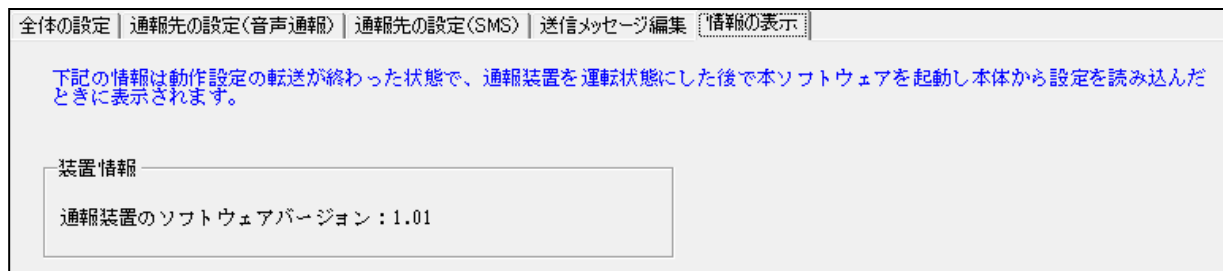 全体の設定 通報先の設定(音声通報) 通報先の設定(SMS) 送信メッセージ編集 情報の表示
下記の情報は動作設定の転送が終わった状態で、通報装置を運転状態にした後で本ソフトウェアを起動し本体から設定を読み込んだ
ときに表示されます。
装置情報
通報装置のソフトウェアバージョン:1.01